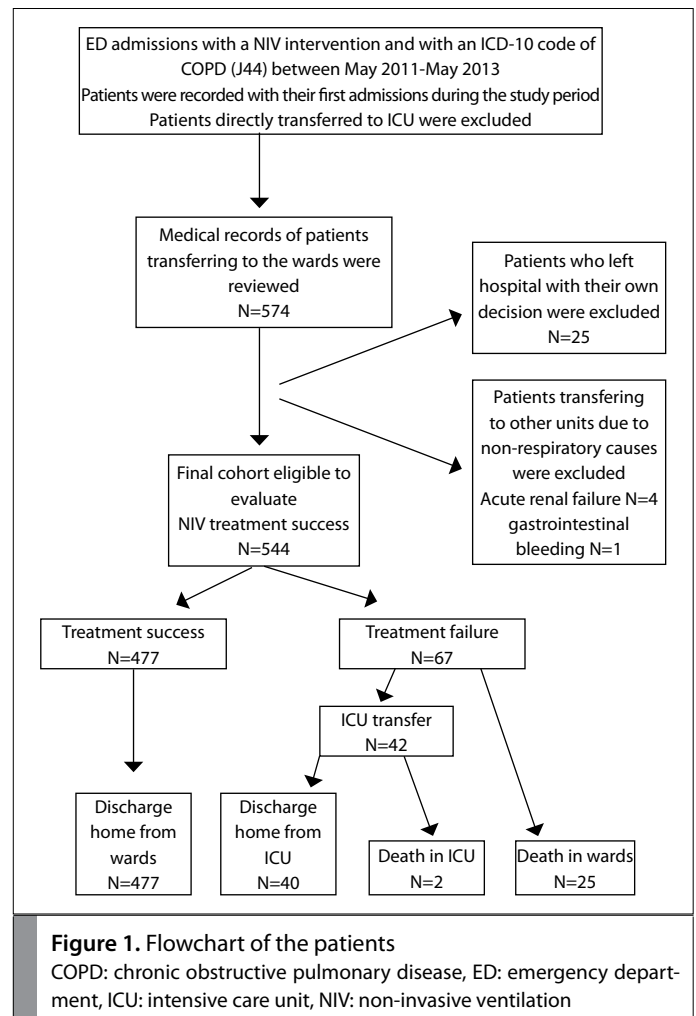 ED admissions with a NIV intervention and with an ICD-10 code of
COPD (J44) between May 2011-May 2013
Patients were recorded with their first admissions during the study period
Patients directly transferred to ICU were excluded
Medical records of patients
transferring to the wards were
reviewed
N=574
Patients who left
hospital with their own
decision were excluded
N=25
Patients transfering
to other units due to
non-respiratory causes
were excluded
Acute renal failure N=4
gastrointestinal
bleeding N=1
Final cohort eligible to
evaluate
NIV treatment success
N=544
Treatment success
N=477
Treatment failure
N=67
ICU transfer
N=42
Discharge
home from
wards
N=477
Discharge
home from
ICU
N=40
Death in ICU
N=2
Death in wards
N=25
Figure 1. Flowchart of the patients
COPD: chronic obstructive pulmonary disease, ED: emergency depart-
ment, ICU: intensive care unit, NIV: non-invasive ventilation